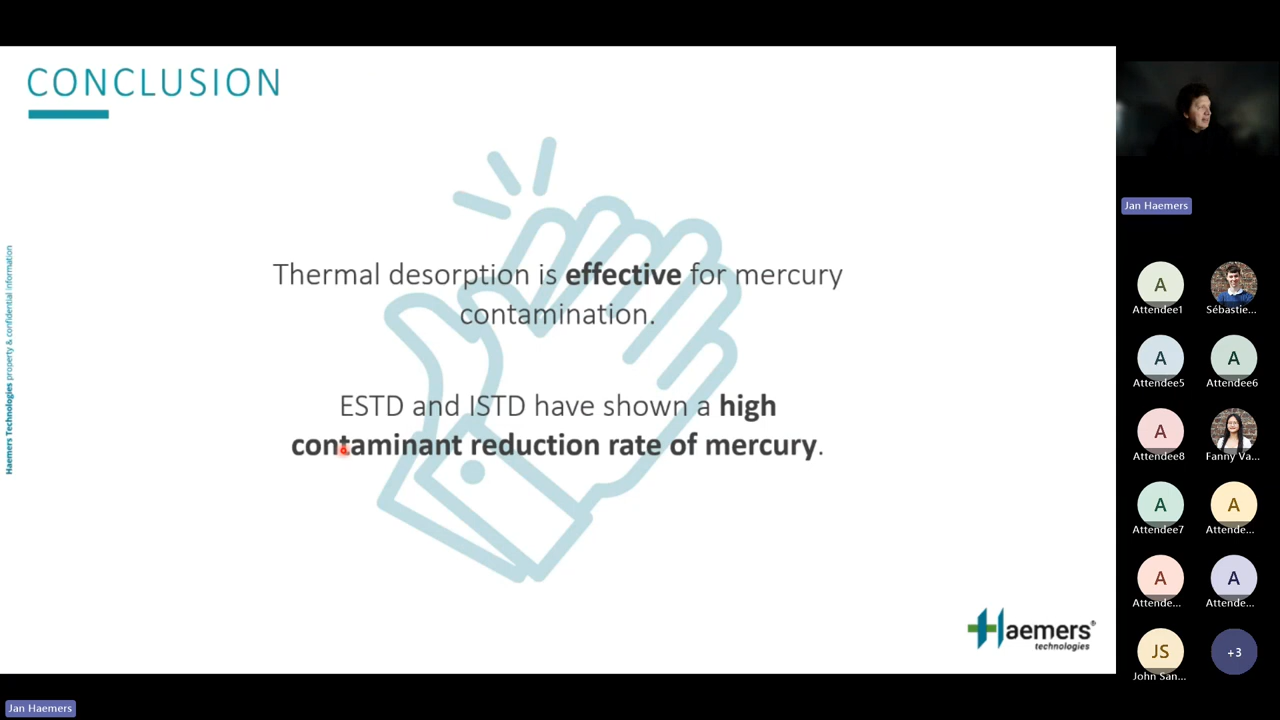 CONCLUSION
Thermal desorption is effective for mercury
contamination.
ESTD and ISTD have shown a high
contaminant reduction rate of mercury.
Haemers Technologies property & confidential information
Haemers®
technologies
Jan Haemers
A
Attendee1
Sébastie...
A
Attendee5
A
Attendee6
A
Attendee8
Fanny Va...
A
Attendee7
A
Attende...
A
Attende...
A
Attende...
JS
John San...
+3
Jan Haemers